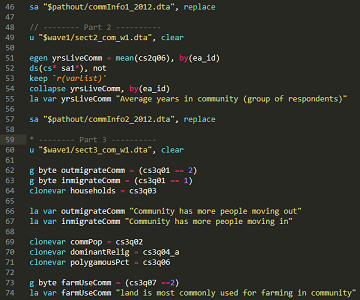 46 sa "$pathout/commInfo1_2012.dta", replace
47
48 // -------- Part 2 ----------
49 u "$wave1/sect2_com_w1.dta", clear
50
51 egen yrsLiveComm = mean(cs2q06), by(ea_id)
52 ds(cs* sa1*), not
53 keep `r(varlist)'
54 collapse yrsLiveComm, by(ea_id)
55 la var yrsLiveComm "Average years in community (group of respondents)"
56
57 sa "$pathout/commInfo2_2012.dta", replace
58
59 * -------- Part 3 ----------
60 u "$wave1/sect3_com_w1.dta", clear
61
62 g byte outmigrateComm = (cs3q01 == 2)
63 g byte inmigrateComm = (cs3q01 == 1)
64 clonevar households = cs3q03
65
66 la var outmigrateComm "Community has more people moving out"
67 la var inmigrateComm "Community has more people moving in"
68
69 clonevar commPop = cs3q02
70 clonevar dominantRelig = cs3q04_a
71 clonevar polygamousPct = cs3q06
72
73 g byte farmUseComm = (cs3q07 ==2)
74 la var farmUseComm "land is most commonly used for farming in community"